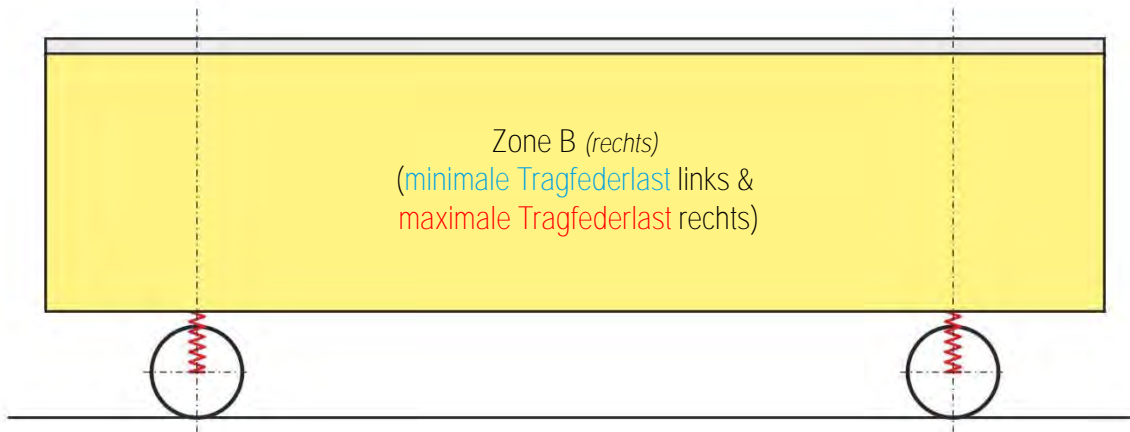 Zone B (rechts)
(minimale Tragfederlast links &
maximale Tragfederlast rechts)